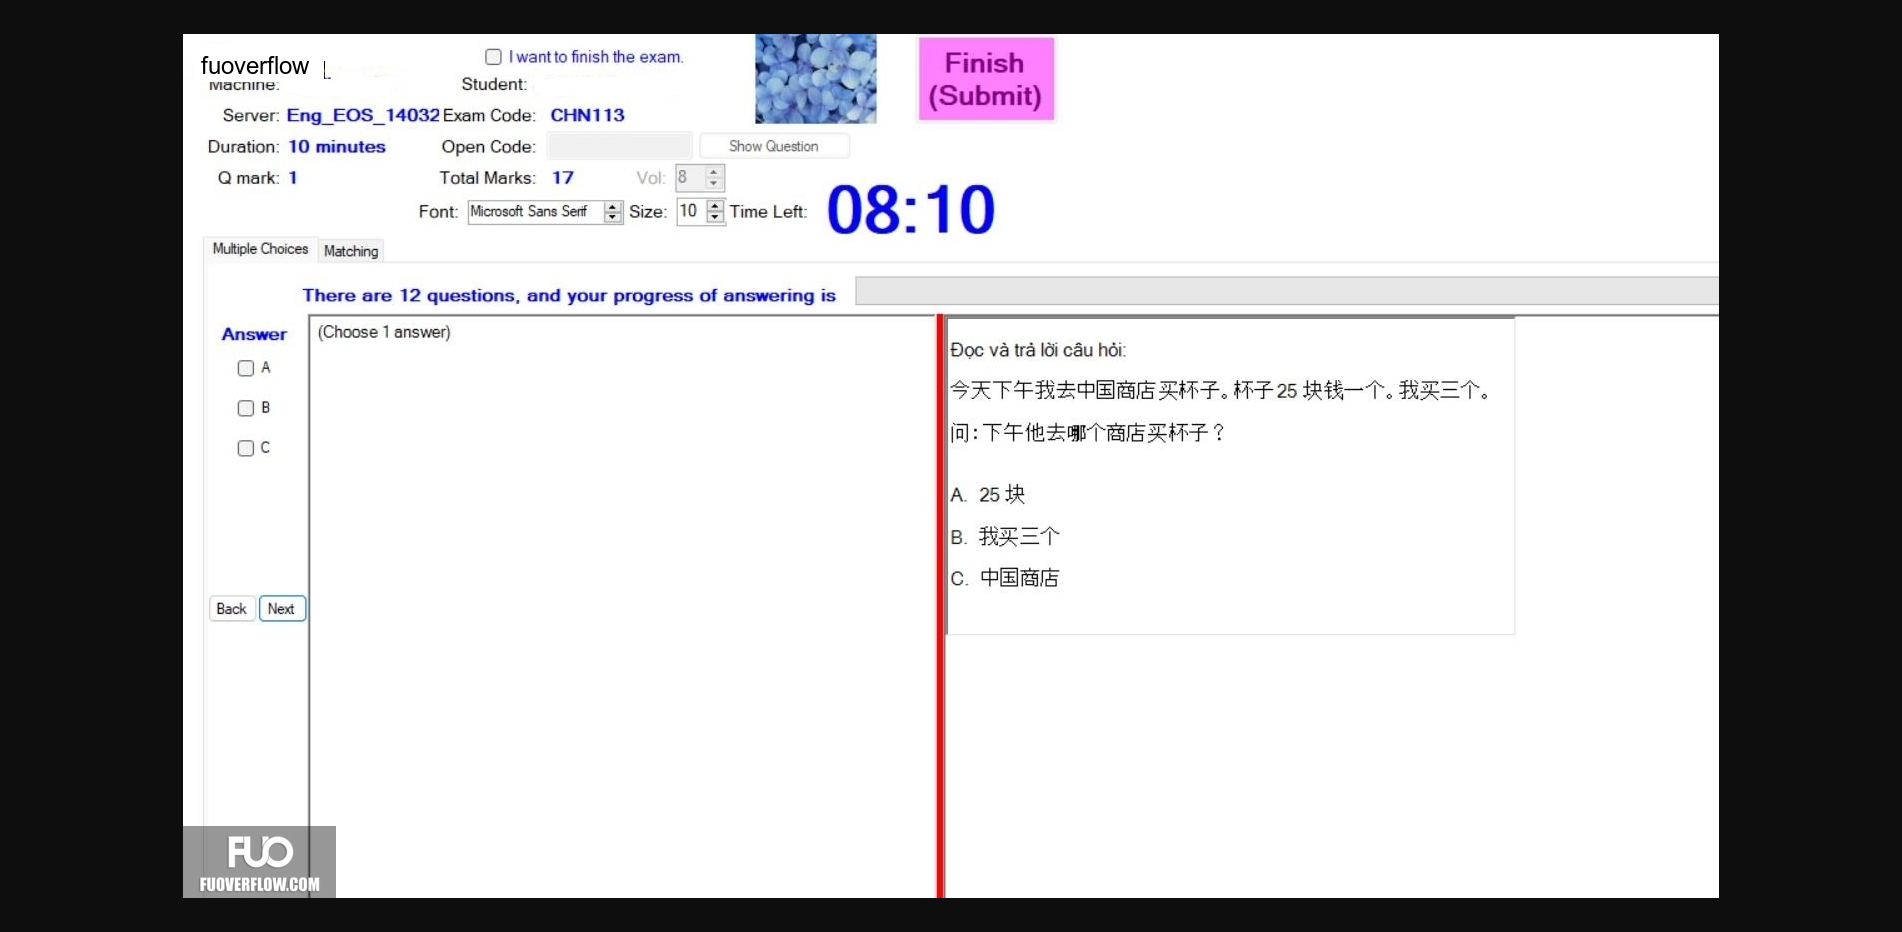 fuoverflow
I want to finish the exam.
Finish
(Submit)
Machine:
Student:
Server: Eng_EOS_14032 Exam Code: CHN113
Duration: 10 minutes Open Code: Show Question
Q mark: 1 Total Marks: 17 Vol: 8
Font: Microsoft Sans Serif Size: 10 Time Left: 08:10
Multiple Choices Matching
There are 12 questions, and your progress of answering is
Answer
A
B
C
Back Next
(Choose 1 answer)
Đọc và trả lời câu hỏi:
今天下午我去中国商店买杯子。杯子 25 块钱一个。我买三个。
问:下午他去哪个商店买杯子?
A. 25 块
B. 我买三个
C. 中国商店
FUO
FUOVERFLOW.COM